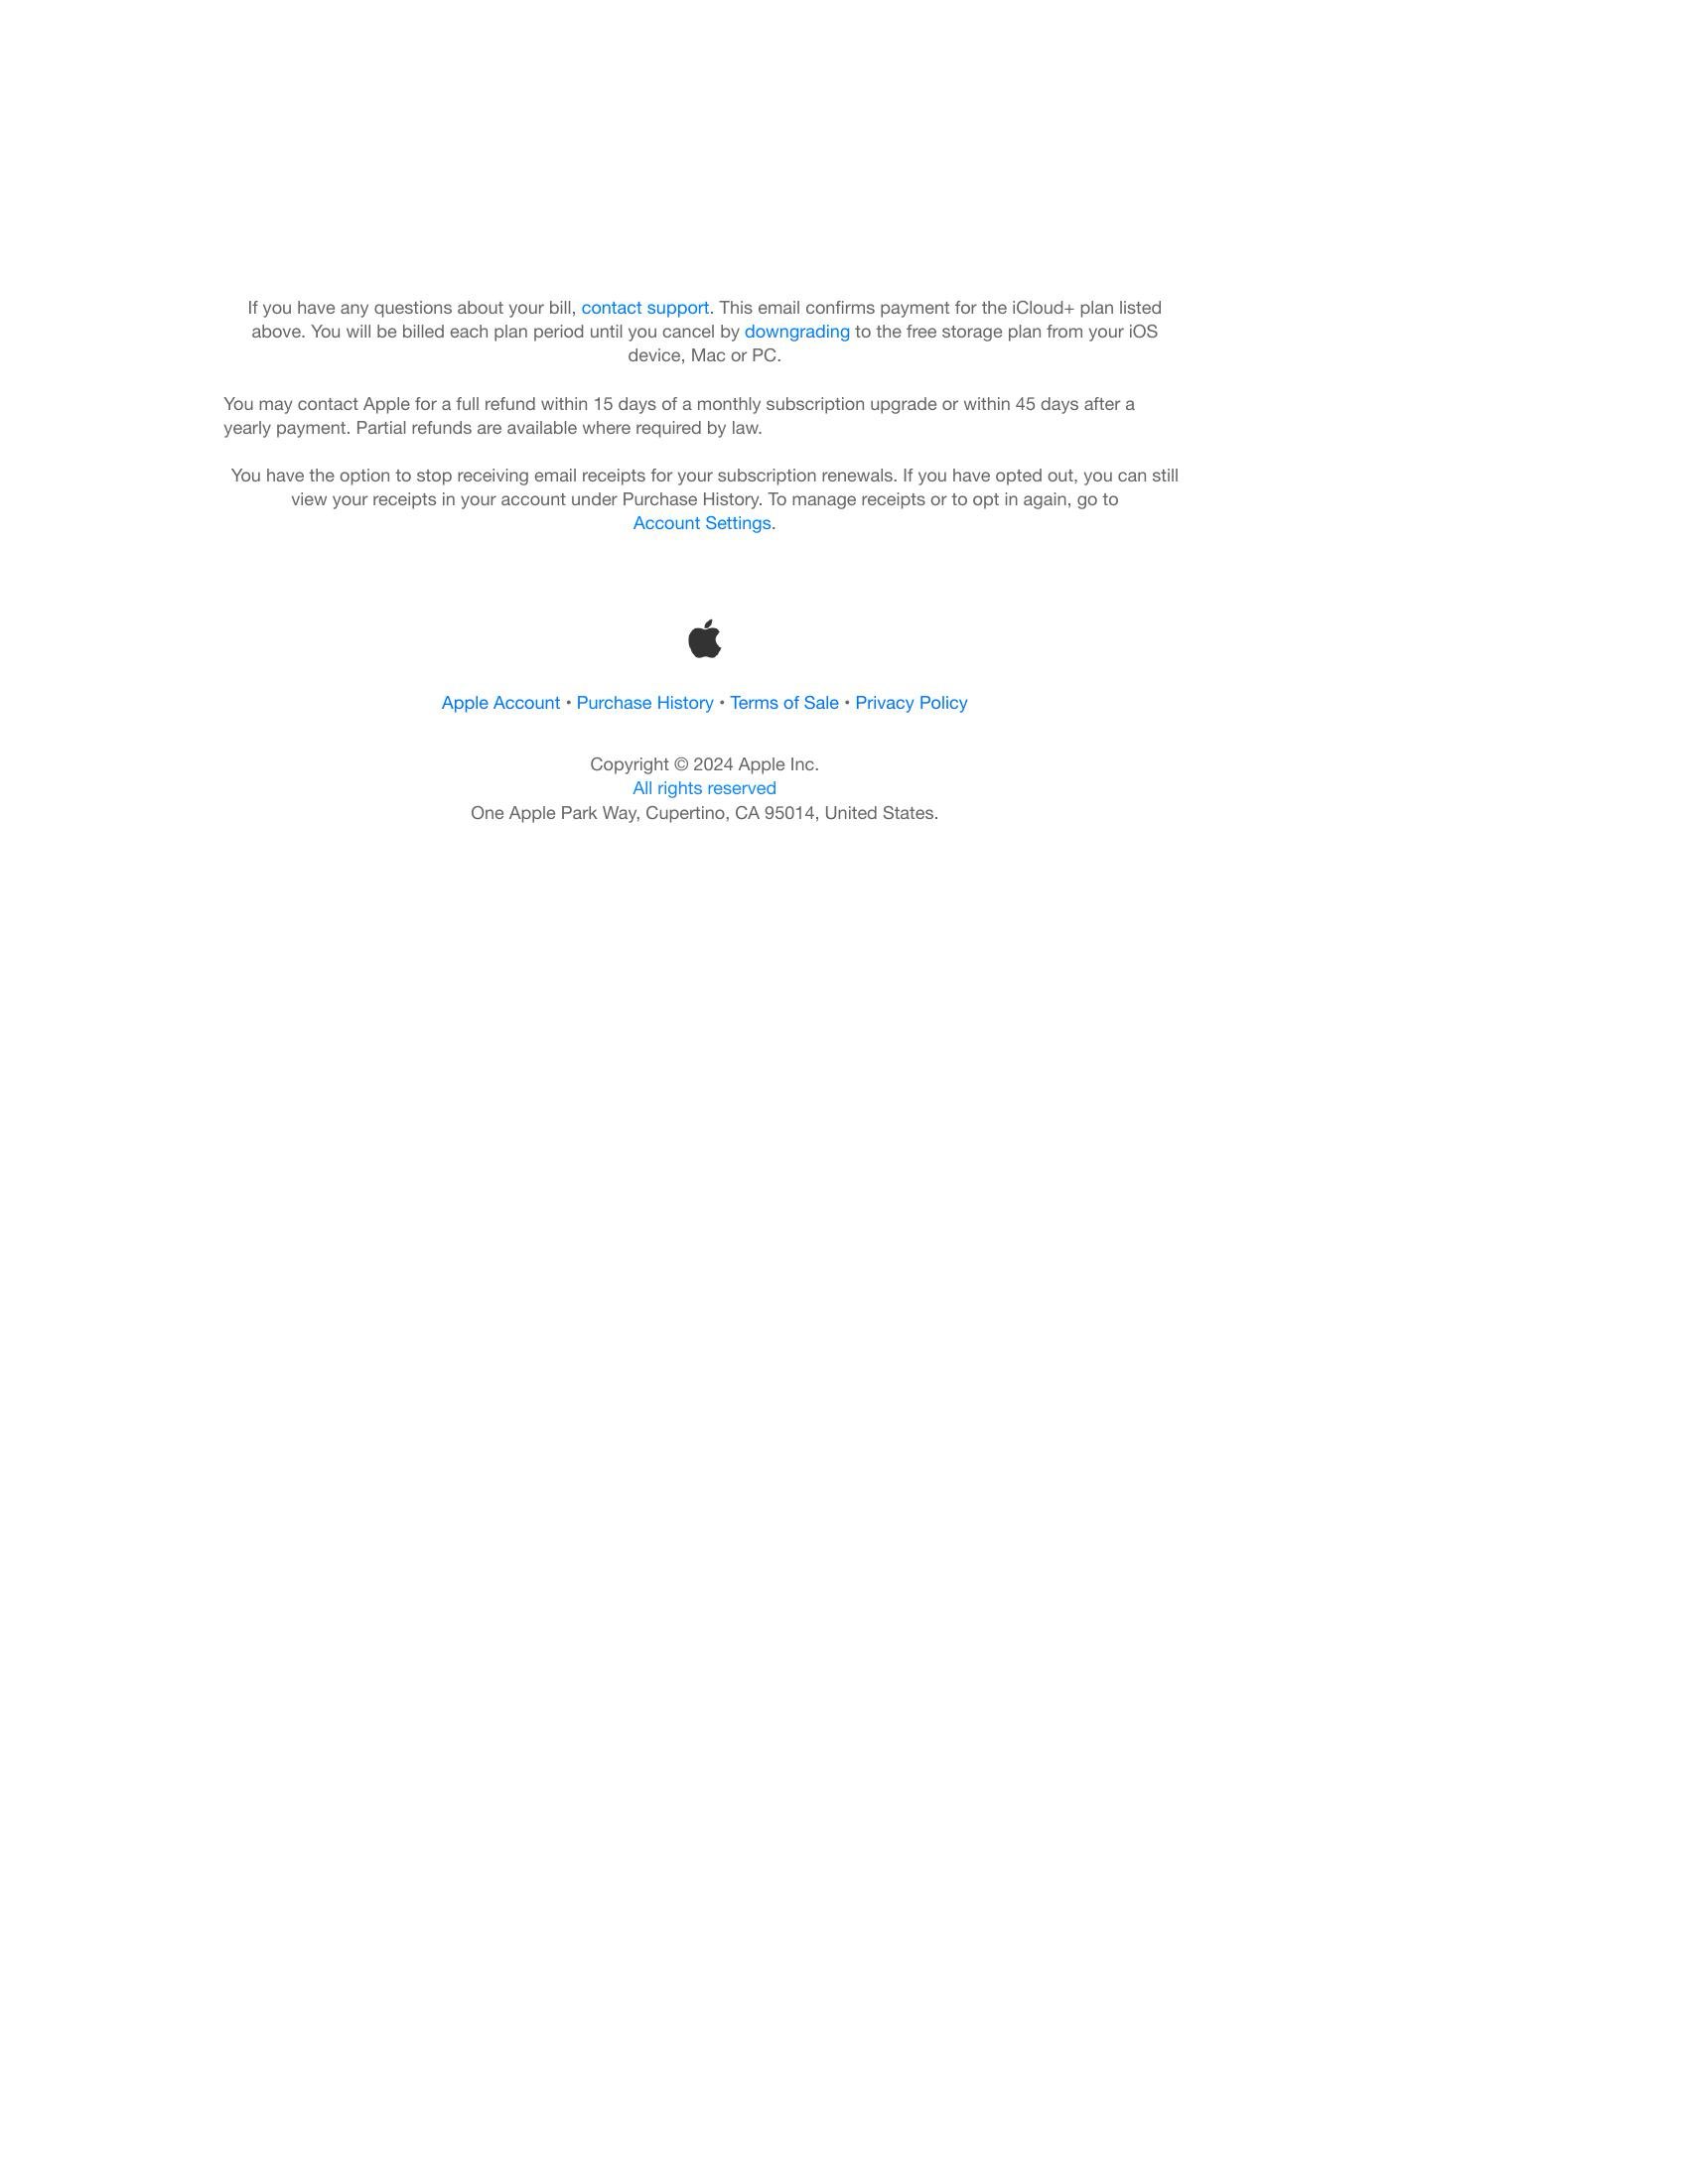 If you have any questions about your bill, contact support. This email confirms payment for the iCloud+ plan listed
above. You will be billed each plan period until you cancel by downgrading to the free storage plan from your iOS
device, Mac or PC.
You may contact Apple for a full refund within 15 days of a monthly subscription upgrade or within 45 days after a
yearly payment. Partial refunds are available where required by law.
You have the option to stop receiving email receipts for your subscription renewals. If you have opted out, you can still
view your receipts in your account under Purchase History. To manage receipts or to opt in again, go to
Account Settings.
Apple Account • Purchase History • Terms of Sale • Privacy Policy
Copyright © 2024 Apple Inc.
All rights reserved
One Apple Park Way, Cupertino, CA 95014, United States.